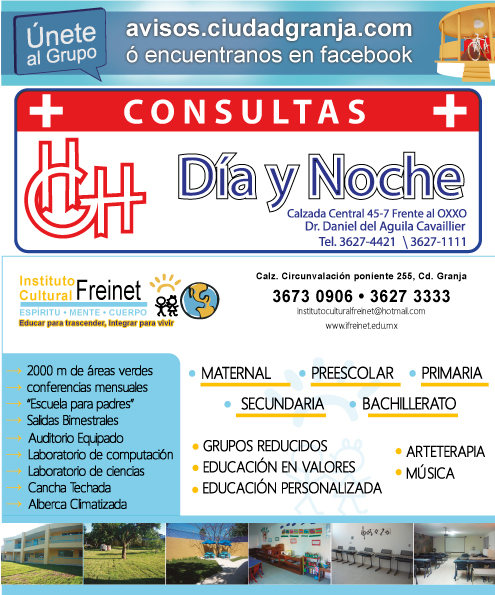 Únete
al Grupo
avisos.ciudadgranja.com
ó encuentranos en facebook
CONSULTAS
HGH
Día y Noche
Calzada Central 45-7 Frente al OXXO
Dr. Daniel del Aguila Cavaillier
Tel. 3627-4421 \ 3627-1111
Instituto
Cultural Freinet
ESPÍRITU • MENTE • CUERPO
Educar para trascender, Integrar para vivir
Calz. Circunvalación poniente 255, Cd. Granja
3673 0906 • 3627 3333
institutoculturalfreinet@hotmail.com
www.ifreinet.edu.mx
2000 m de áreas verdes
conferencias mensuales
“Escuela para padres”
Salidas Bimestrales
Auditorio Equipado
Laboratorio de computación
Laboratorio de ciencias
Cancha Techada
Alberca Climatizada
• MATERNAL • PREESCOLAR • PRIMARIA
• SECUNDARIA • BACHILLERATO
• GRUPOS REDUCIDOS
• EDUCACIÓN EN VALORES
• EDUCACIÓN PERSONALIZADA
• ARTETERAPIA
• MÚSICA